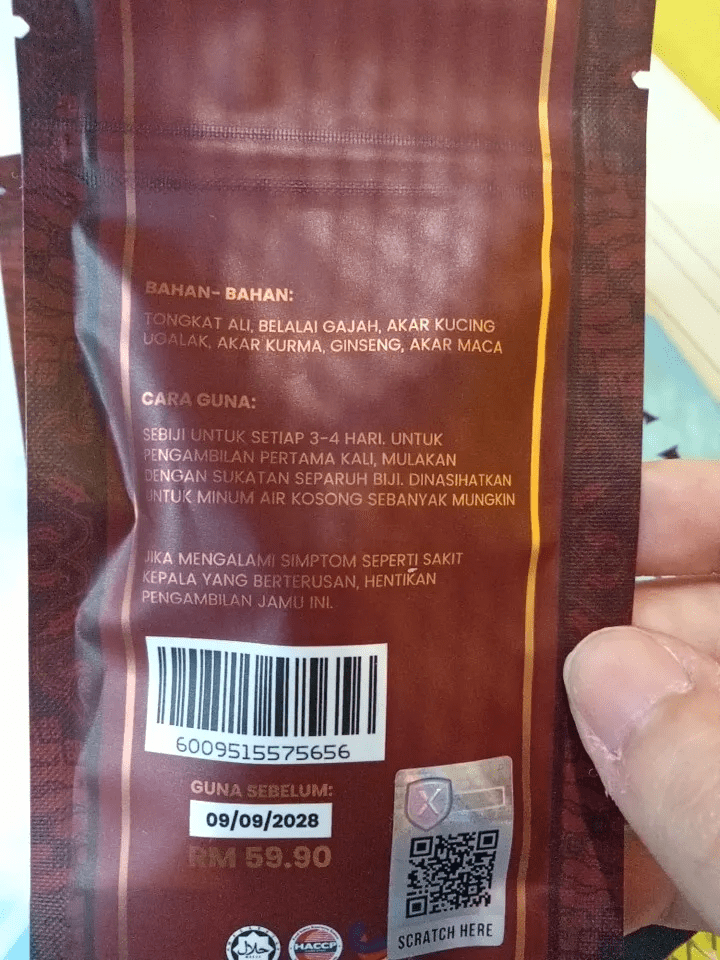 BAHAN- BAHAN:
TONGKAT ALI, BELALAI GAJAH, AKAR KUCING
UGALAK, AKAR KURMA, GINSENG, AKAR MACA
CARA GUNA:
SEBIJI UNTUK SETIAP 3-4 HARI. UNTUK
PENGAMBILAN PERTAMA KALI, MULAKAN
DENGAN SUKATAN SEPARUH BIJI. DINASIHATKAN
UNTUK MINUM AIR KOSONG SEBANYAK MUNGKIN
JIKA MENGALAMI SIMPTOM SEPERTI SAKIT
KEPALA YANG BERTERUSAN, HENTIKAN
PENGAMBILAN JAMU INI.
6009515575656
GUNA SEBELUM:
09/09/2028
RM 59.90
X
SCRATCH HERE
حلال
HACCP